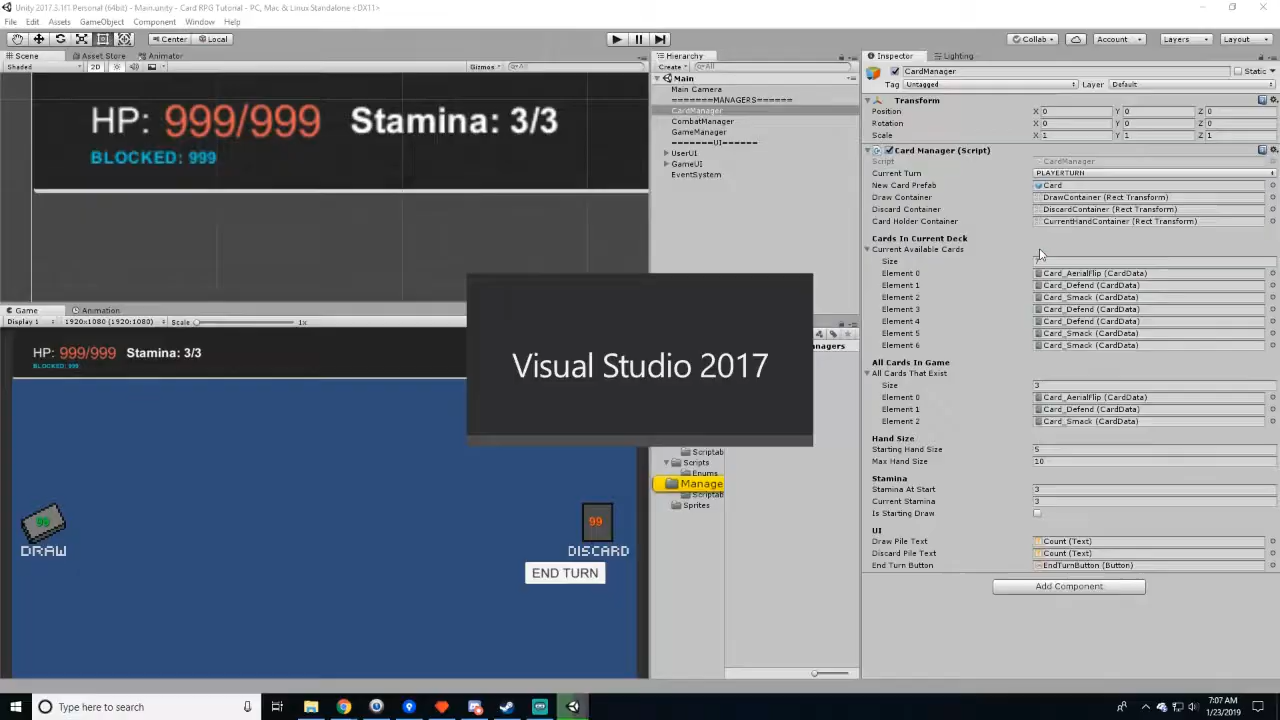 Unity 2017.3.1f1 Personal (64bit) - Main.unity - Card RPG Tutorial - PC, Mac & Linux Standalone <DX11>
File Edit Assets GameObject Component Window Help
Center Local
Collab Account Layers Layout
Scene Asset Store Animator
Shaded 2D Gizmos All
HP: 999/999 Stamina: 3/3
BLOCKED: 999
Game Animation
Display 1 1920x1080 (1920x1080) Scale 1x
HP: 999/999 Stamina: 3/3
BLOCKED: 999
99
DRAW
99
DISCARD
END TURN
Visual Studio 2017
Hierarchy
Create All
Main
Main Camera
=======MANAGERS======
CardManager
CombatManager
GameManager
=======UI======
UserUI
GameUI
EventSystem
nagers
Scriptab
Scripts
Enums
Manage
Scriptab
Sprites
Inspector Lighting
CardManager Static
Tag Untagged Layer Default
Transform
Position X 0 Y 0 Z 0
Rotation X 0 Y 0 Z 0
Scale X 1 Y 1 Z 1
Card Manager (Script)
Script CardManager
Current Turn PLAYERTURN
New Card Prefab Card
Draw Container DrawContainer (Rect Transform)
Discard Container DiscardContainer (Rect Transform)
Card Holder Container CurrentHandContainer (Rect Transform)
Cards In Current Deck
Current Available Cards
Size 7
Element 0 Card_AerialFlip (CardData)
Element 1 Card_Defend (CardData)
Element 2 Card_Smack (CardData)
Element 3 Card_Defend (CardData)
Element 4 Card_Defend (CardData)
Element 5 Card_Smack (CardData)
Element 6 Card_Smack (CardData)
All Cards In Game
All Cards That Exist
Size 3
Element 0 Card_AerialFlip (CardData)
Element 1 Card_Defend (CardData)
Element 2 Card_Smack (CardData)
Hand Size
Starting Hand Size 5
Max Hand Size 10
Stamina
Stamina At Start 3
Current Stamina 3
Is Starting Draw
UI
Draw Pile Text Count (Text)
Discard Pile Text Count (Text)
End Turn Button EndTurnButton (Button)
Add Component
Type here to search
7:07 AM
1/23/2019